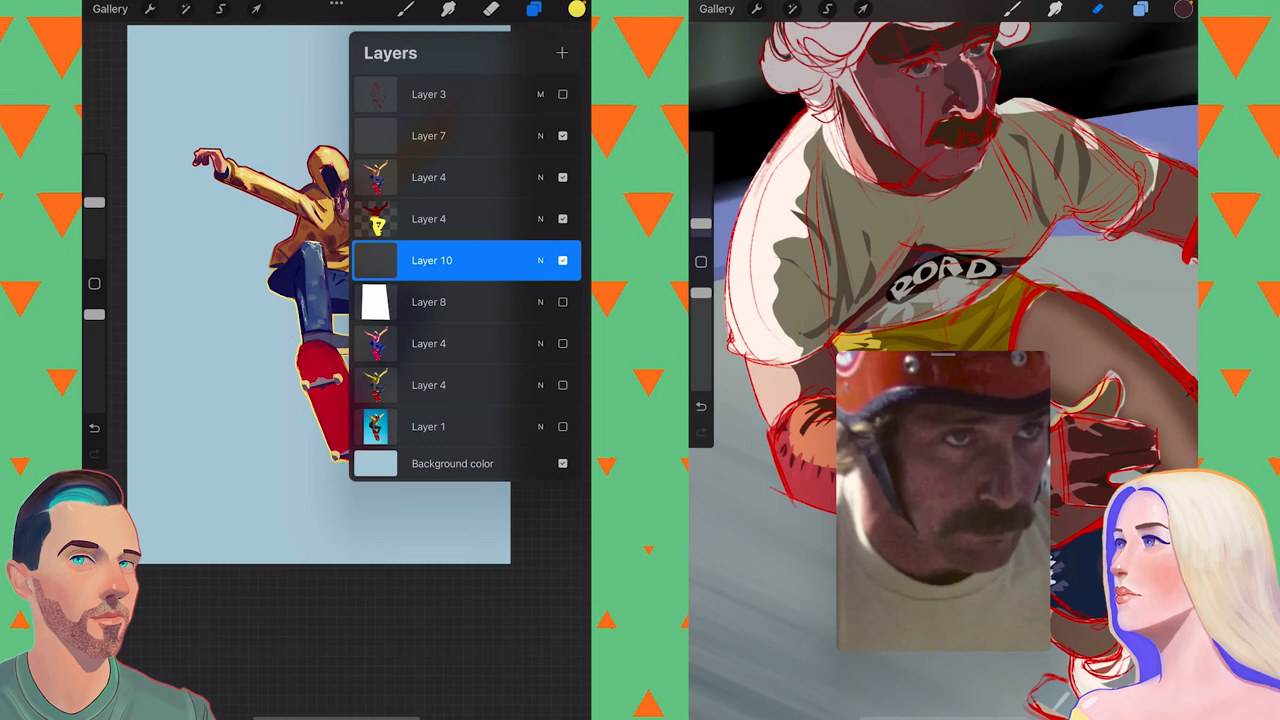 Gallery
Layers
Layer 3 M
Layer 7 N
Layer 4 N
Layer 4 N
Layer 10 N
Layer 8 N
Layer 4 N
Layer 4 N
Layer 1 N
Background color
Gallery
ROAD